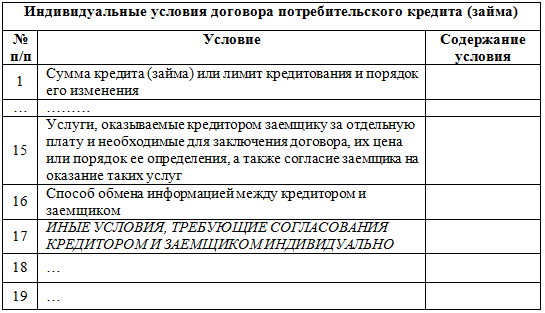 Индивидуальные условия договора потребительского кредита (займа)
№ п/п
Условие
Содержание условия
1
Сумма кредита (займа) или лимит кредитования и порядок
его изменения
…
………
15
Услуги, оказываемые кредитором заемщику за отдельную
плату и необходимые для заключения договора, их цена
или порядок ее определения, а также согласие заемщика на
оказание таких услуг
16
Способ обмена информацией между кредитором и
заемщиком
17
ИНЫЕ УСЛОВИЯ, ТРЕБУЮЩИЕ СОГЛАСОВАНИЯ
КРЕДИТОРОМ И ЗАЕМЩИКОМ ИНДИВИДУАЛЬНО
18
…
19
…